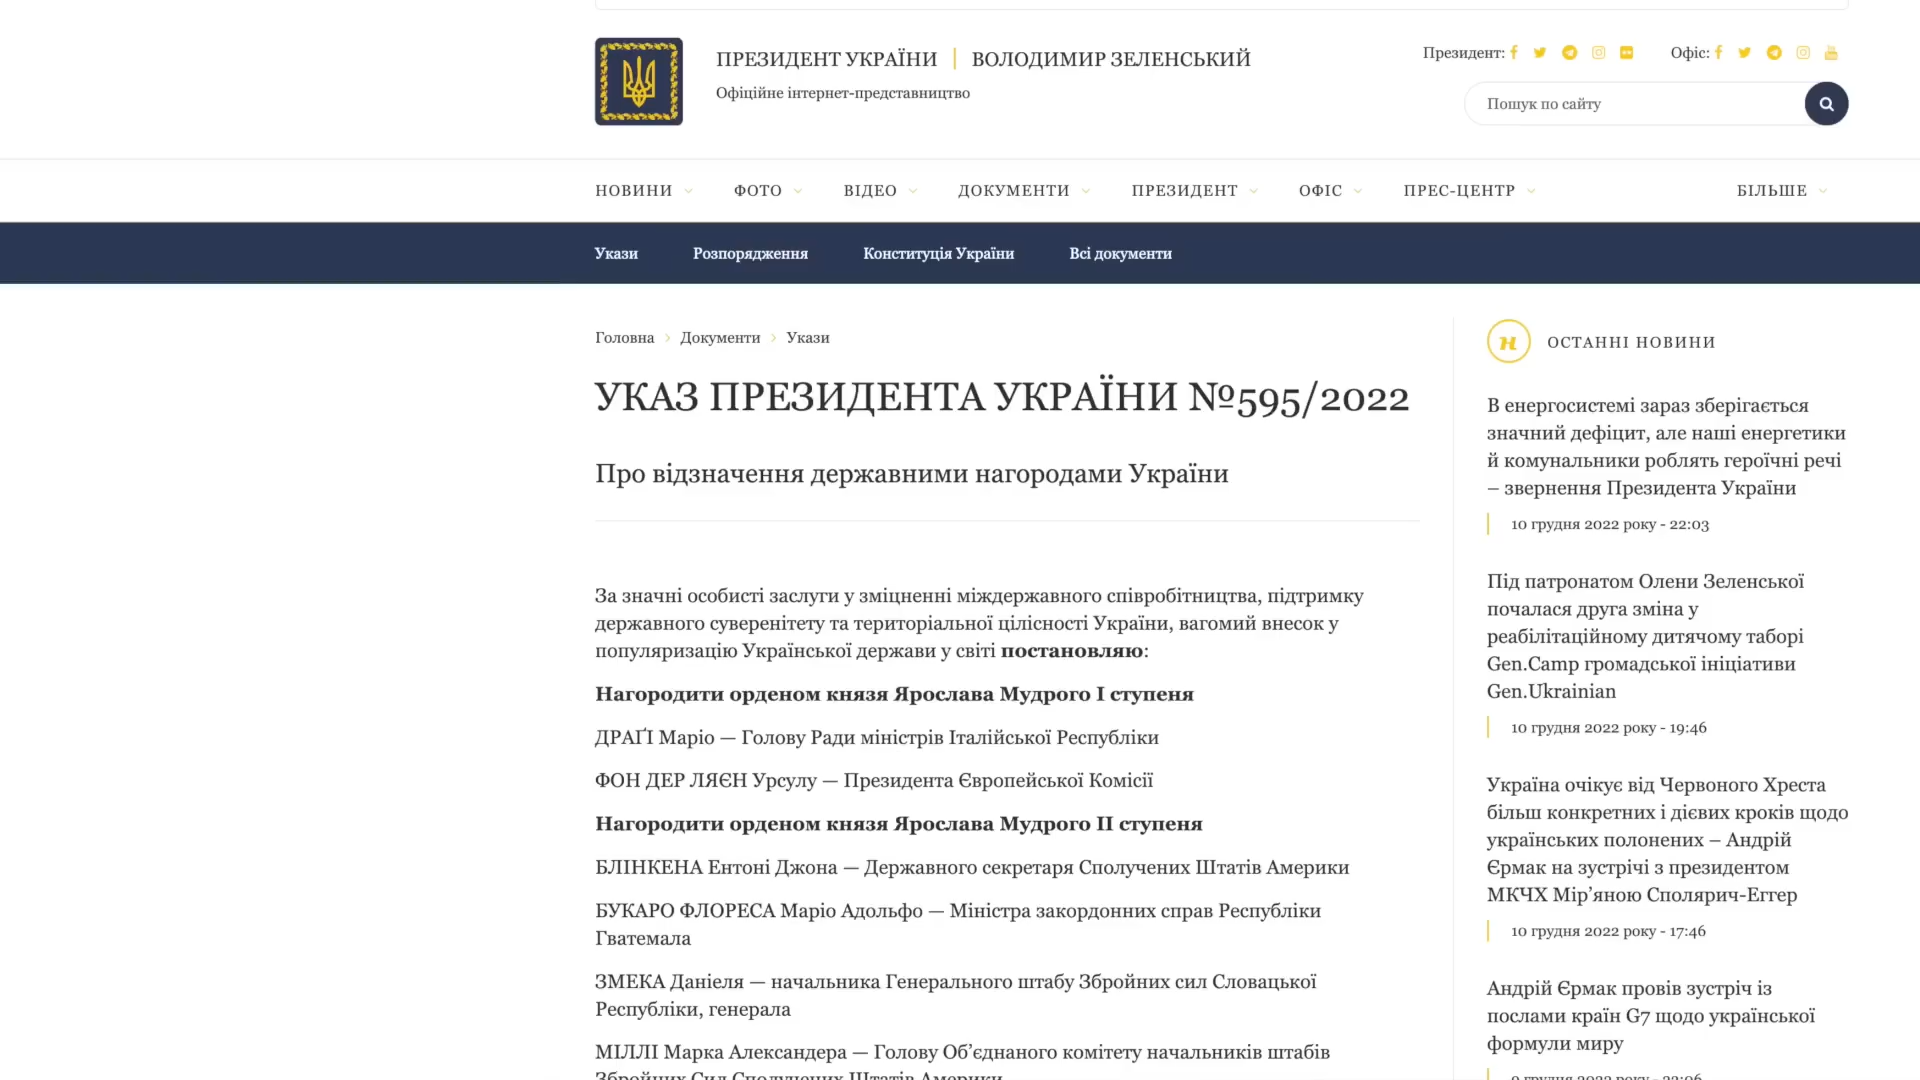 ПРЕЗИДЕНТ УКРАЇНИ | ВОЛОДИМИР ЗЕЛЕНСЬКИЙ
Офіційне інтернет-представництво
Президент:
Офіс:
Пошук по сайту
НОВИНИ
ФОТО
ВІДЕО
ДОКУМЕНТИ
ПРЕЗИДЕНТ
ОФІС
ПРЕС-ЦЕНТР
БІЛЬШЕ
Укази
Розпорядження
Конституція України
Всі документи
Головна > Документи > Укази
УКАЗ ПРЕЗИДЕНТА УКРАЇНИ №595/2022
Про відзначення державними нагородами України
За значні особисті заслуги у зміцненні міждержавного співробітництва, підтримку
державного суверенітету та територіальної цілісності України, вагомий внесок у
популяризацію Української держави у світі постановляю:
Нагородити орденом князя Ярослава Мудрого I ступеня
ДРАҐІ Маріо — Голову Ради міністрів Італійської Республіки
ФОН ДЕР ЛЯЄН Урсулу — Президента Європейської Комісії
Нагородити орденом князя Ярослава Мудрого II ступеня
БЛІНКЕНА Ентоні Джона — Державного секретаря Сполучених Штатів Америки
БУКАРО ФЛОРЕСА Маріо Адольфо — Міністра закордонних справ Республіки
Гватемала
ЗМЕКА Даніеля — начальника Генерального штабу Збройних сил Словацької
Республіки, генерала
МІЛЛІ Марка Александера — Голову Об’єднаного комітету начальників штабів
Збройних Сил Сполучених Штатів Америки
н
ОСТАННІ НОВИНИ
В енергосистемі зараз зберігається
значний дефіцит, але наші енергетики
й комунальники роблять героїчні речі
– звернення Президента України
10 грудня 2022 року - 22:03
Під патронатом Олени Зеленської
почалася друга зміна у
реабілітаційному дитячому таборі
Gen.Camp громадської ініціативи
Gen.Ukrainian
10 грудня 2022 року - 19:46
Україна очікує від Червоного Хреста
більш конкретних і дієвих кроків щодо
українських полонених – Андрій
Єрмак на зустрічі з президентом
МКЧХ Мір’яною Сполярич-Еггер
10 грудня 2022 року - 17:46
Андрій Єрмак провів зустріч із
послами країн G7 щодо української
формули миру
9 грудня 2022 року - 22:06